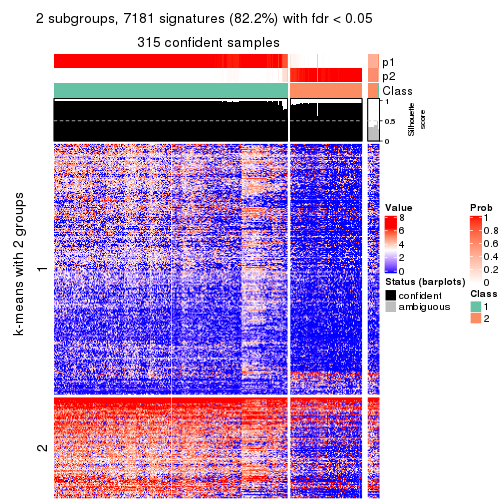 2 subgroups, 7181 signatures (82.2%) with fdr < 0.05
315 confident samples
p1
p2
Class
1
0.5
0
Silhouette
score
k-means with 2 groups
1
2
Value
8
6
4
2
0
Status (barplots)
confident
ambiguous
Prob
1
0.8
0.6
0.4
0.2
0
Class
1
2